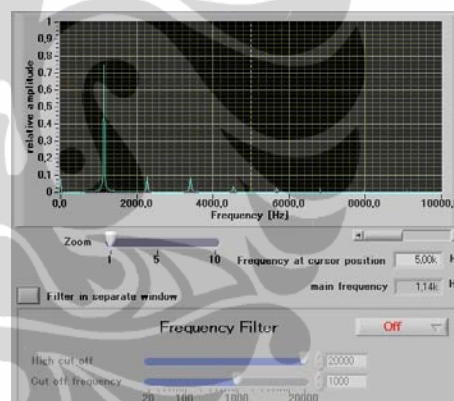 1
0,9
0,8
0,7
0,6
0,5
0,4
0,3
0,2
0,1
0
relative amplitude
0,0 2000,0 4000,0 6000,0 8000,0 10000,0
Frequency [Hz]
Zoom
1 5 10
Frequency at cursor position 5,00k H
main frequency 1,14k H
Filter in separate window
Frequency Filter Off
High cut off 20000
Cut off frequency 1000
20 100 1000 20000